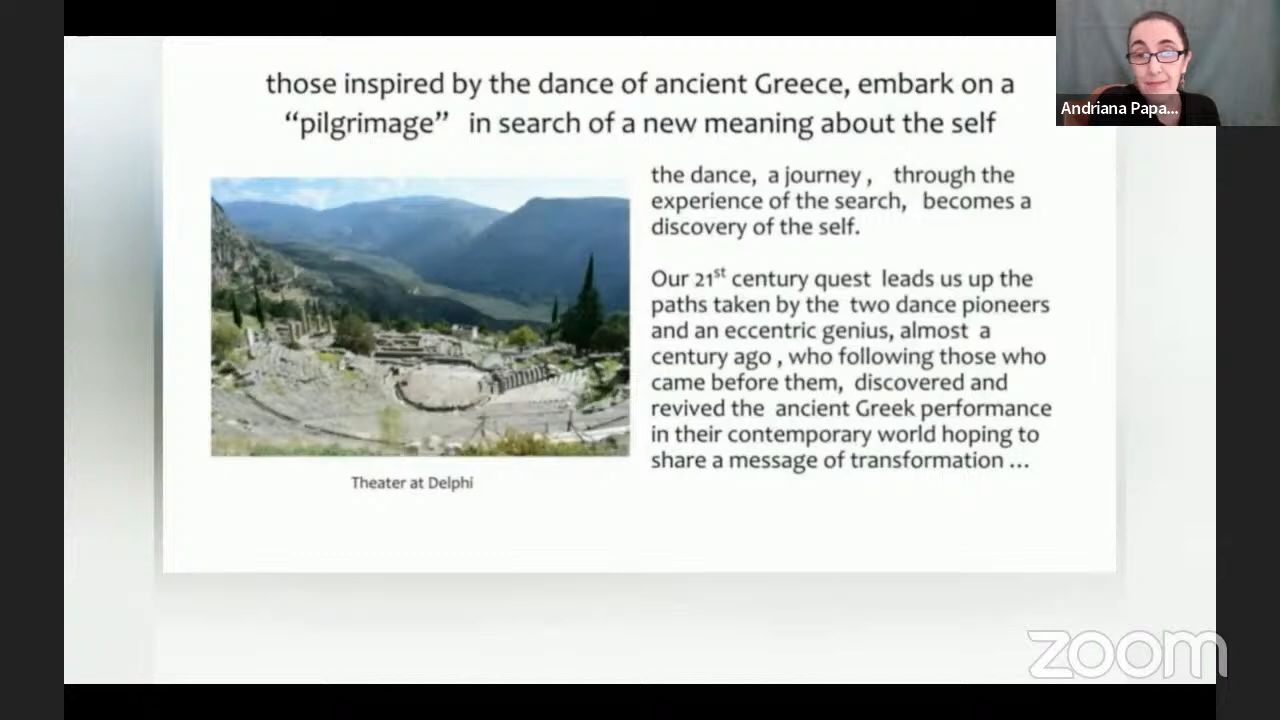 those inspired by the dance of ancient Greece, embark on a
“pilgrimage” in search of a new meaning about the self
Andriana Papa...
the dance, a journey , through the
experience of the search, becomes a
discovery of the self.
Our 21st century quest leads us up the
paths taken by the two dance pioneers
and an eccentric genius, almost a
century ago , who following those who
came before them, discovered and
revived the ancient Greek performance
in their contemporary world hoping to
share a message of transformation ...
Theater at Delphi
zoom